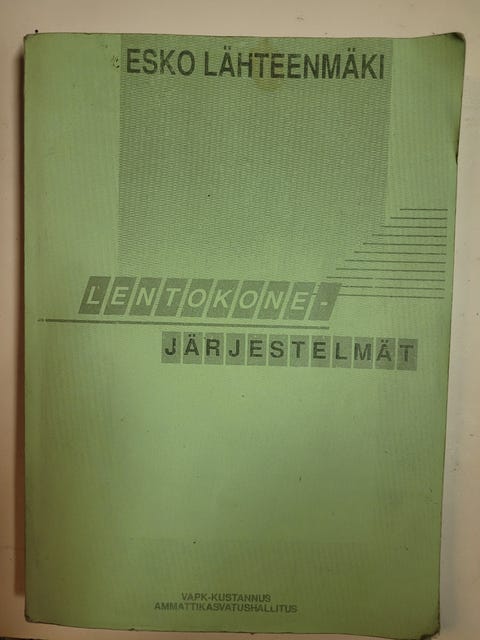 ESKO LÄHTEENMÄKI
LENTOKONE-
JÄRJESTELMÄT
VAPK-KUSTANNUS
AMMATTIKASVATUSHALLITUS